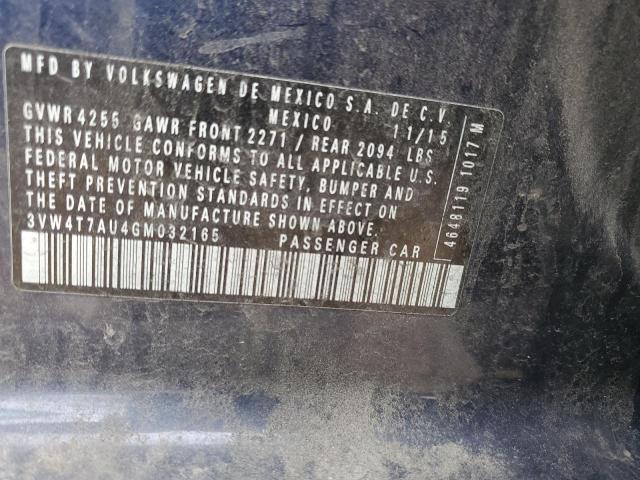 MFD BY VOLKSWAGEN DE MEXICO S.A. DE C.V.
MEXICO 11/15
GVWR 4255 GAWR FRONT 2271 / REAR 2094 LBS
THIS VEHICLE CONFORMS TO ALL APPLICABLE U.S.
FEDERAL MOTOR VEHICLE SAFETY, BUMPER AND
THEFT PREVENTION STANDARDS IN EFFECT ON
THE DATE OF MANUFACTURE SHOWN ABOVE.
3VW4T7AU4GM032165 PASSENGER CAR
4648119 1017 M